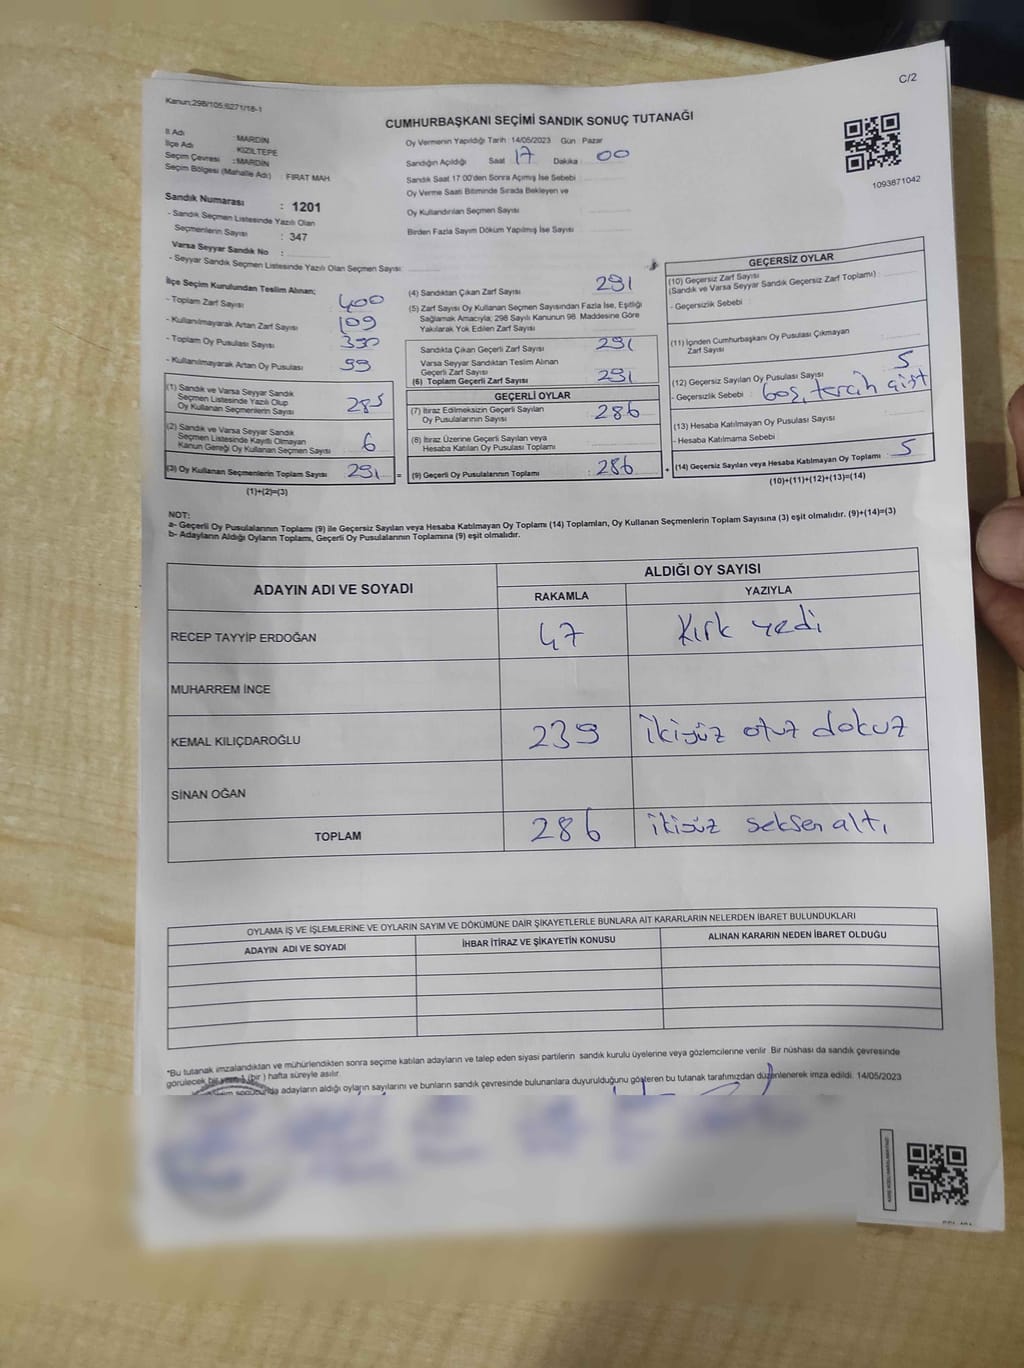 C/2
Kanun;298/105;6271/18-1
CUMHURBAŞKANI SEÇİMİ SANDIK SONUÇ TUTANAĞI
İl Adı : MARDİN
İlçe Adı : KIZILTEPE
Seçim Çevresi : MARDİN
Seçim Bölgesi (Mahalle Adı) : FIRAT MAH.
Oy Vermenin Yapıldığı Tarih 14/05/2023 Gün Pazar
Sandığın Açıldığı Saat 17 Dakika 00
Sandık Saat 17:00'den Sonra Açılmış İse Sebebi
Oy Verme Saati Bitiminde Sırada Bekleyen ve
Oy Kullandırılan Seçmen Sayısı
Birden Fazla Sayım Döküm Yapılmış İse Sayısı
1093871042
Sandık Numarası : 1201
- Sandık Seçmen Listesinde Yazılı Olan
Seçmenlerin Sayısı : 347
Varsa Seyyar Sandık No :
- Seyyar Sandık Seçmen Listesinde Yazılı Olan Seçmen Sayısı
İlçe Seçim Kurulundan Teslim Alınan;
- Toplam Zarf Sayısı 400
- Kullanılmayarak Artan Zarf Sayısı 109
- Toplam Oy Pusulası Sayısı 390
- Kullanılmayarak Artan Oy Pusulası 99
(1) Sandık ve Varsa Seyyar Sandık
Seçmen Listesinde Yazılı Olup
Oy Kullanan Seçmenlerin Sayısı 285
(2) Sandık ve Varsa Seyyar Sandık
Seçmen Listesinde Kayıtlı Olmayan
Kanun Gereği Oy Kullanan Seçmen Sayısı 6
(3) Oy Kullanan Seçmenlerin Toplam Sayısı 291 =
(1)+(2)=(3)
(4) Sandıktan Çıkan Zarf Sayısı 291
(5) Zarf Sayısı Oy Kullanan Seçmen Sayısından Fazla İse, Eşitliği
Sağlamak Amacıyla; 298 Sayılı Kanunun 98. Maddesine Göre
Yakılarak Yok Edilen Zarf Sayısı
Sandıkta Çıkan Geçerli Zarf Sayısı 291
Varsa Seyyar Sandıktan Teslim Alınan
Geçerli Zarf Sayısı
(6) Toplam Geçerli Zarf Sayısı 291
GEÇERLİ OYLAR
(7) İtiraz Edilmeksizin Geçerli Sayılan
Oy Pusulalarının Sayısı 286
(8) İtiraz Üzerine Geçerli Sayılan veya
Hesaba Katılan Oy Pusulası Toplamı
(9) Geçerli Oy Pusulalarının Toplamı : 286 +
GEÇERSİZ OYLAR
(10) Geçersiz Zarf Sayısı
(Sandık ve Varsa Seyyar Sandık Geçersiz Zarf Toplamı)
- Geçersizlik Sebebi
(11) İçinden Cumhurbaşkanı Oy Pusulası Çıkmayan
Zarf Sayısı
(12) Geçersiz Sayılan Oy Pusulası Sayısı 5
- Geçersizlik Sebebi : boş, tercih çift
(13) Hesaba Katılmayan Oy Pusulası Sayısı
- Hesaba Katılmama Sebebi
(14) Geçersiz Sayılan veya Hesaba Katılmayan Oy Toplamı : 5
(10)+(11)+(12)+(13)=(14)
NOT:
a- Geçerli Oy Pusulalarının Toplamı (9) ile Geçersiz Sayılan veya Hesaba Katılmayan Oy Toplamı (14) Toplamları, Oy Kullanan Seçmenlerin Toplam Sayısına (3) eşit olmalıdır. (9)+(14)=(3)
b- Adayların Aldığı Oyların Toplamı, Geçerli Oy Pusulalarının Toplamına (9) eşit olmalıdır.
ADAYIN ADI VE SOYADI ALDIĞI OY SAYISI
RAKAMLA YAZIYLA
RECEP TAYYİP ERDOĞAN 47 Kırk yedi
MUHARREM İNCE
KEMAL KILIÇDAROĞLU 239 ikiyüz otuz dokuz
SİNAN OĞAN
TOPLAM 286 ikiyüz seksen altı
OYLAMA İŞ VE İŞLEMLERİNE VE OYLARIN SAYIM VE DÖKÜMÜNE DAİR ŞİKAYETLERLE BUNLARA AİT KARARLARIN NELERDEN İBARET BULUNDUKLARI
ADAYIN ADI VE SOYADI İHBAR İTİRAZ VE ŞİKAYETİN KONUSU ALINAN KARARIN NEDEN İBARET OLDUĞU
*Bu tutanak imzalandıktan ve mühürlendikten sonra seçime katılan adayların ve talep eden siyasi partilerin sandık kurulu üyelerine veya gözlemcilerine verilir. Bir nüshası da sandık çevresinde
görülecek bir yere 1 (bir) hafta süreyle asılır.
adayların aldığı oyların sayılarını ve bunların sandık çevresinde bulunanlara duyurulduğunu gösteren bu tutanak tarafımızdan düzenlenerek imza edildi. 14/05/2023